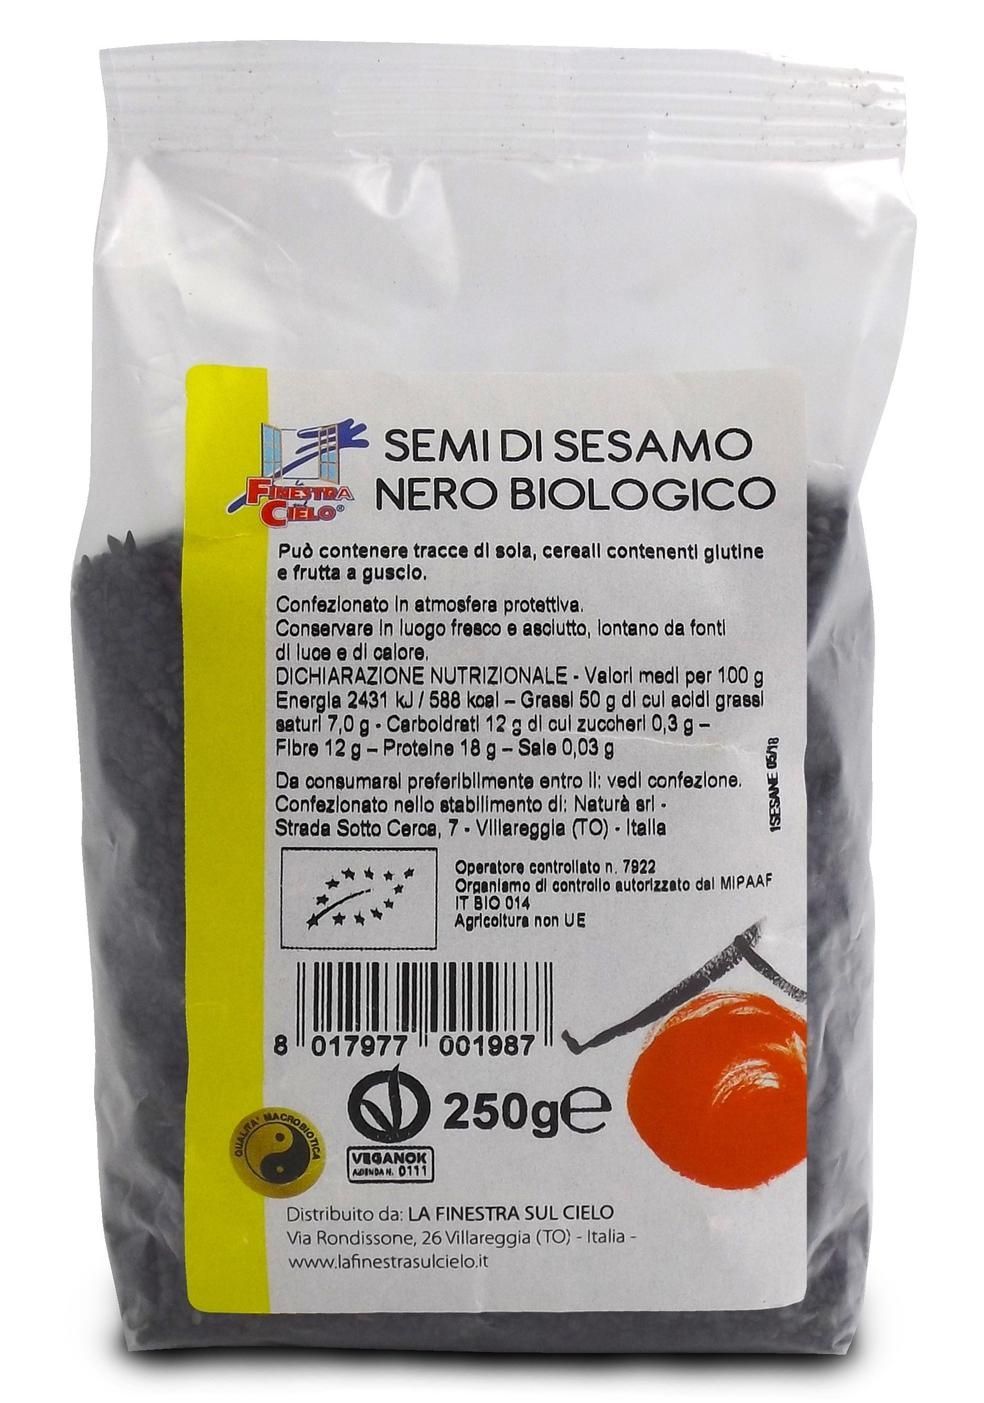 la
FINESTRA
sul
CIELO®
SEMI DI SESAMO
NERO BIOLOGICO
Può contenere tracce di soia, cereali contenenti glutine
e frutta a guscio.
Confezionato in atmosfera protettiva.
Conservare in luogo fresco e asciutto, lontano da fonti
di luce e di calore.
DICHIARAZIONE NUTRIZIONALE - Valori medi per 100 g
Energia 2431 kJ / 588 kcal – Grassi 50 g di cui acidi grassi
saturi 7,0 g - Carboidrati 12 g di cui zuccheri 0,3 g –
Fibre 12 g – Proteine 18 g – Sale 0,03 g
Da consumarsi preferibilmente entro il: vedi confezione.
Confezionato nello stabilimento di: Naturè srl -
Strada Sotto Cerca, 7 - Villareggia (TO) - Italia
1SESANE 05/18
Operatore controllato n. 7922
Organismo di controllo autorizzato dal MIPAAF
IT BIO 014
Agricoltura non UE
8 017977 001987
250g e
VEGANOK
AZIENDA N. 0111
QUALITA' MACROBIOTICA
Distribuito da: LA FINESTRA SUL CIELO
Via Rondissone, 26 Villareggia (TO) - Italia -
www.lafinestrasulcielo.it